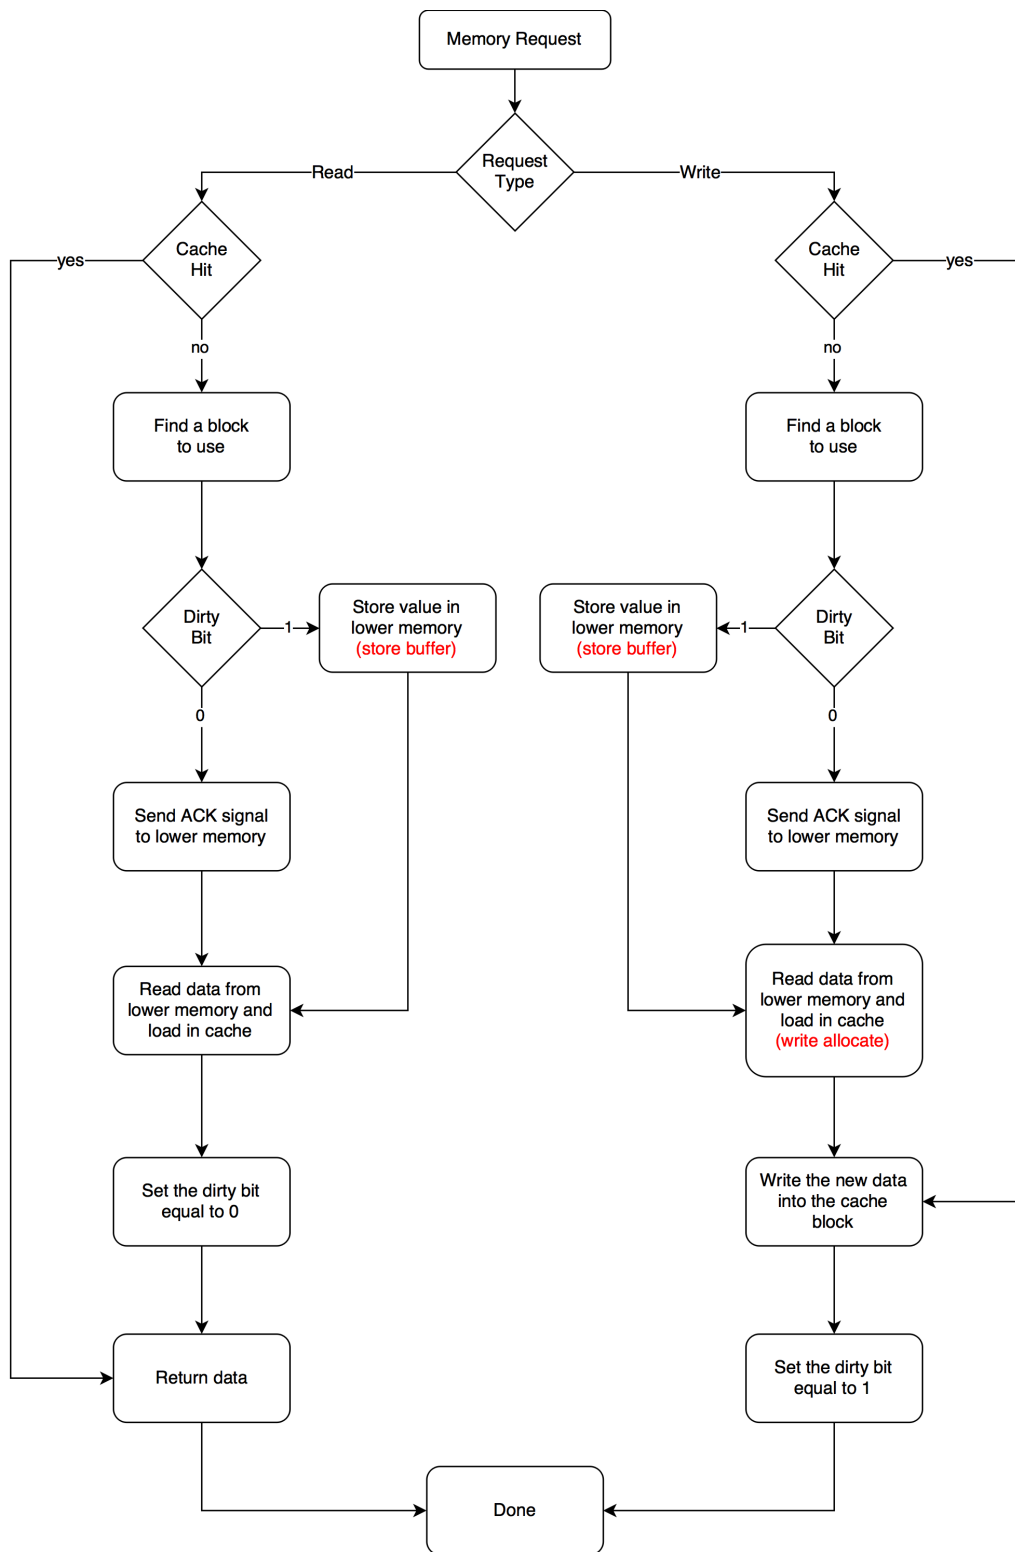 Memory Request
Request
Type
Read
Write
Cache
Hit
yes
no
Cache
Hit
yes
no
Find a block
to use
Find a block
to use
Dirty
Bit
1
0
Store value in
lower memory
(store buffer)
Store value in
lower memory
(store buffer)
Dirty
Bit
1
0
Send ACK signal
to lower memory
Send ACK signal
to lower memory
Read data from
lower memory and
load in cache
Read data from
lower memory and
load in cache
(write allocate)
Set the dirty bit
equal to 0
Write the new data
into the cache
block
Return data
Set the dirty bit
equal to 1
Done